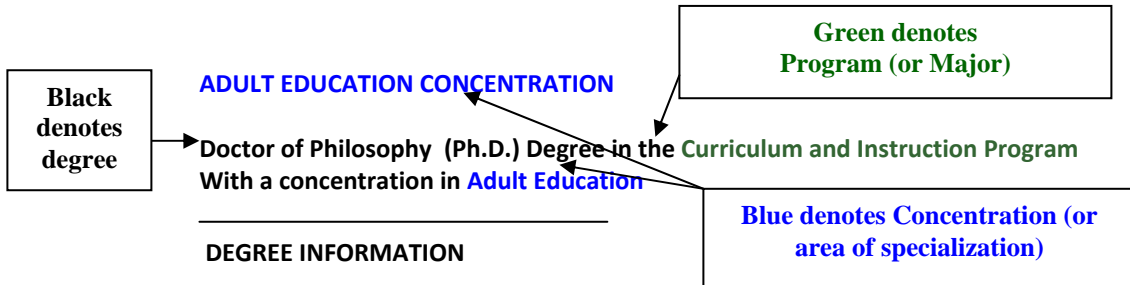 Green denotes
Program (or Major)
ADULT EDUCATION CONCENTRATION
Black
denotes
degree
Doctor of Philosophy (Ph.D.) Degree in the Curriculum and Instruction Program
With a concentration in Adult Education
Blue denotes Concentration (or
area of specialization)
DEGREE INFORMATION